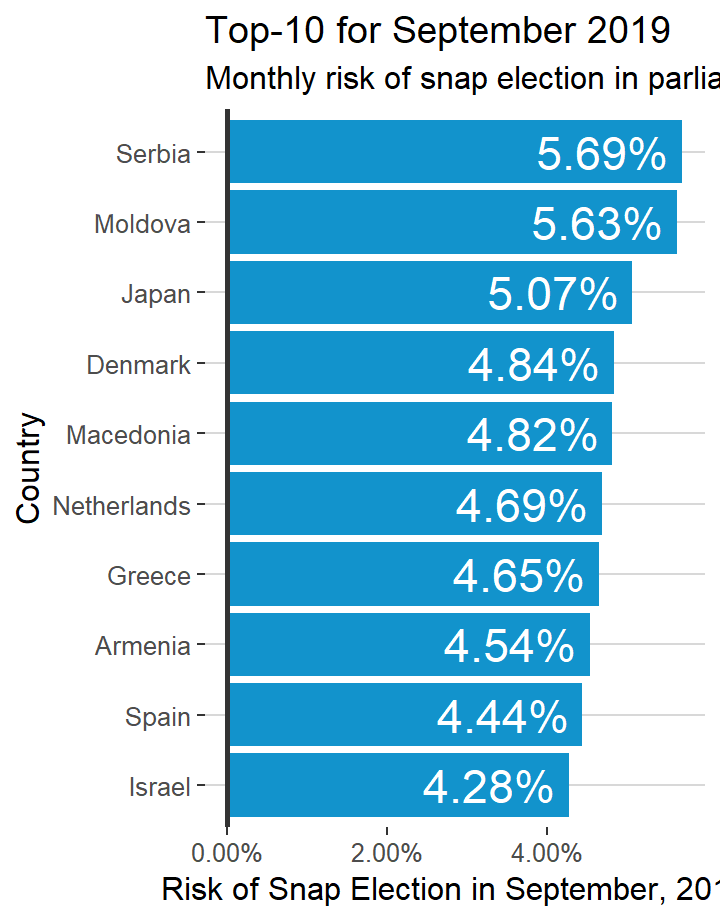 Top-10 for September 2019
Monthly risk of snap election in
Country
Serbia 5.69%
Moldova 5.63%
Japan 5.07%
Denmark 4.84%
Macedonia 4.82%
Netherlands 4.69%
Greece 4.65%
Armenia 4.54%
Spain 4.44%
Israel 4.28%
0.00% 2.00% 4.00%
Risk of Snap Election in September,